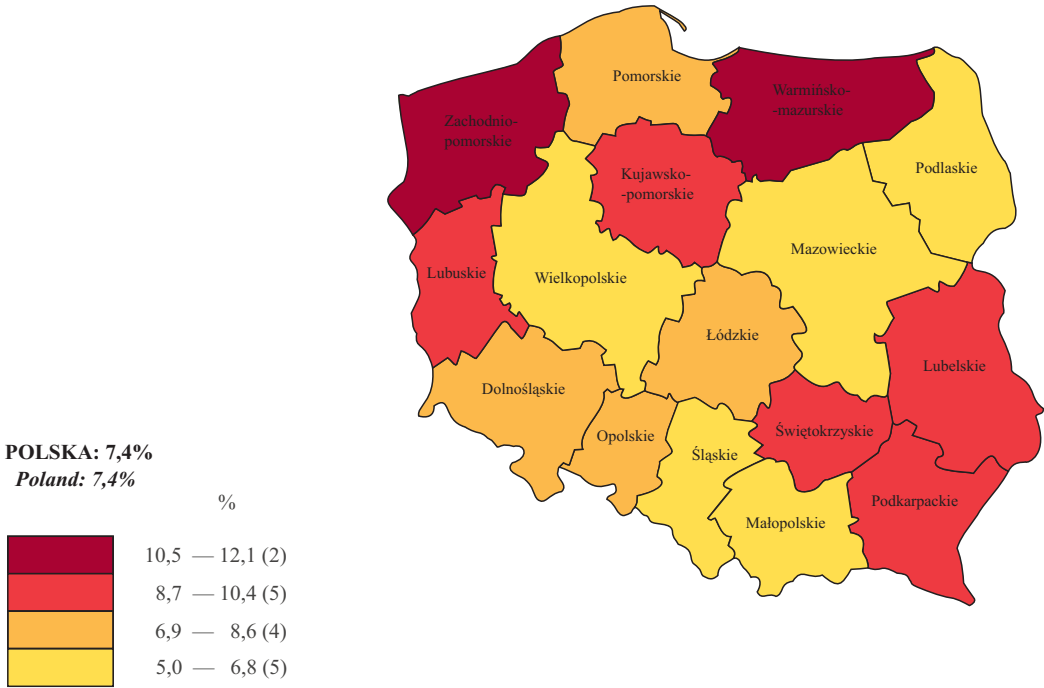 Pomorskie
Warmińsko-
-mazurskie
Zachodnio-
pomorskie
Kujawsko-
-pomorskie
Podlaskie
Mazowieckie
Lubuskie
Wielkopolskie
Łódzkie
Lubelskie
Dolnośląskie
Opolskie
Świętokrzyskie
Śląskie
Podkarpackie
Małopolskie
POLSKA: 7,4%
Poland: 7,4%
%
10,5 — 12,1 (2)
8,7 — 10,4 (5)
6,9 — 8,6 (4)
5,0 — 6,8 (5)